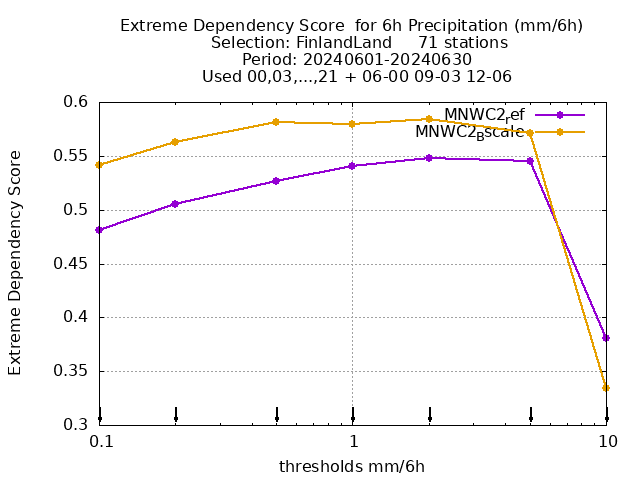 Extreme Dependency Score  for 6h Precipitation (mm/6h)
Selection: FinlandLand     71 stations
Period: 20240601-20240630
Used 00,03,...,21 + 06-00 09-03 12-06
MNWC2ref
MNWC2Bscale
Extreme Dependency Score
0.6
0.55
0.5
0.45
0.4
0.35
0.3
0.1
1
10
thresholds mm/6h